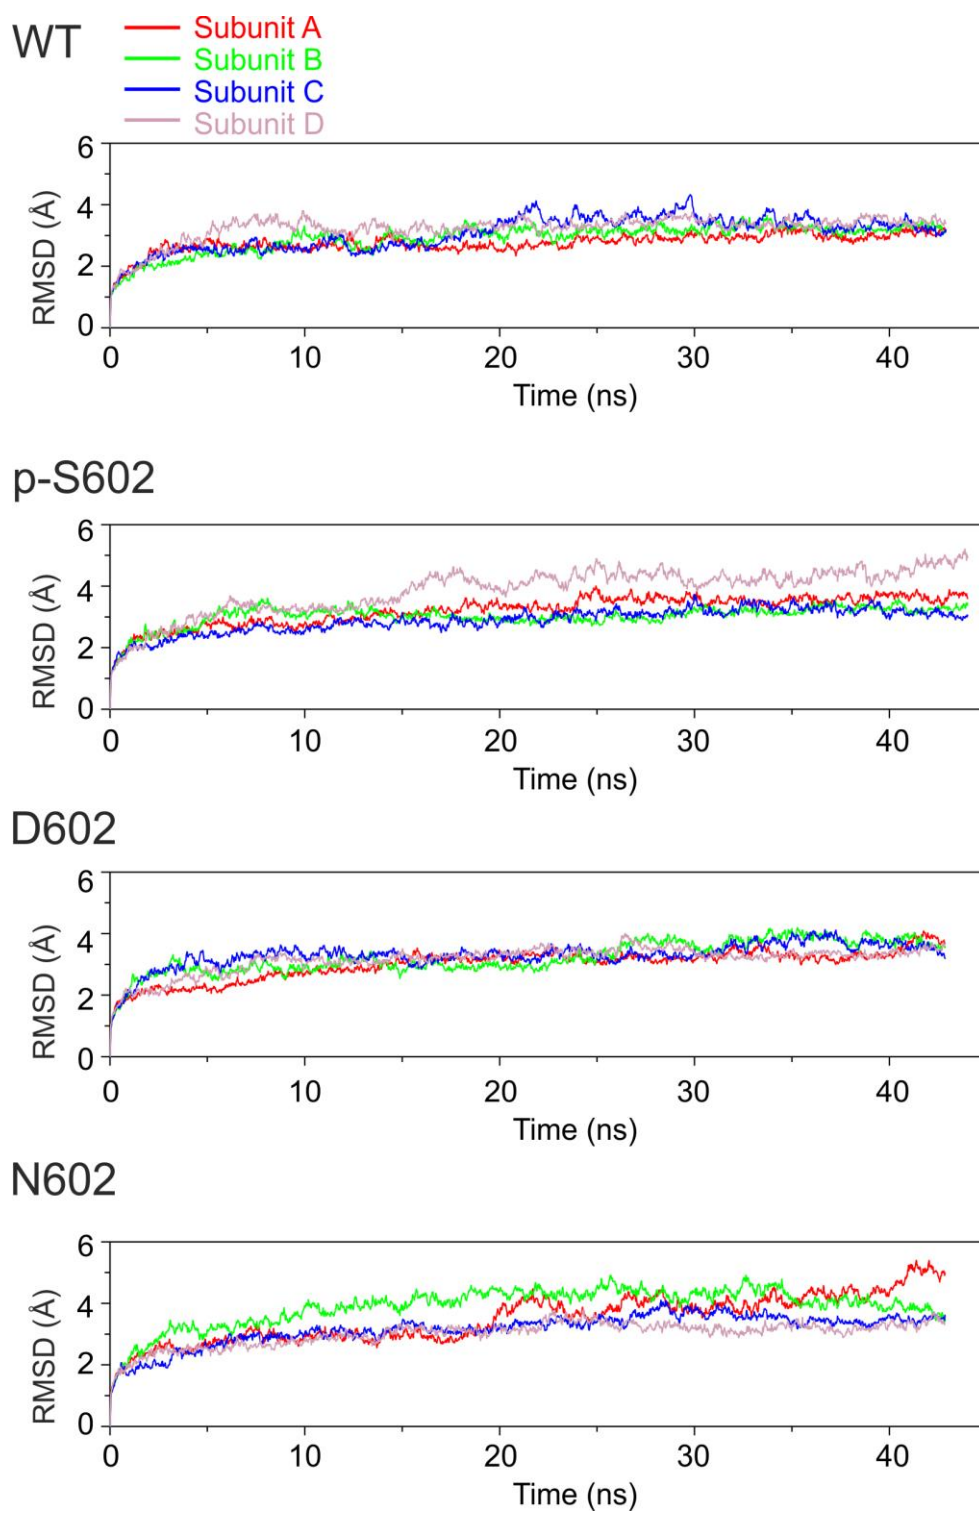 WT
Subunit A
Subunit B
Subunit C
Subunit D
6
4
2
0
RMSD (Å)
0 10 20 30 40
Time (ns)
p-S602
6
4
2
0
RMSD (Å)
0 10 20 30 40
Time (ns)
D602
6
4
2
0
RMSD (Å)
0 10 20 30 40
Time (ns)
N602
6
4
2
0
RMSD (Å)
0 10 20 30 40
Time (ns)